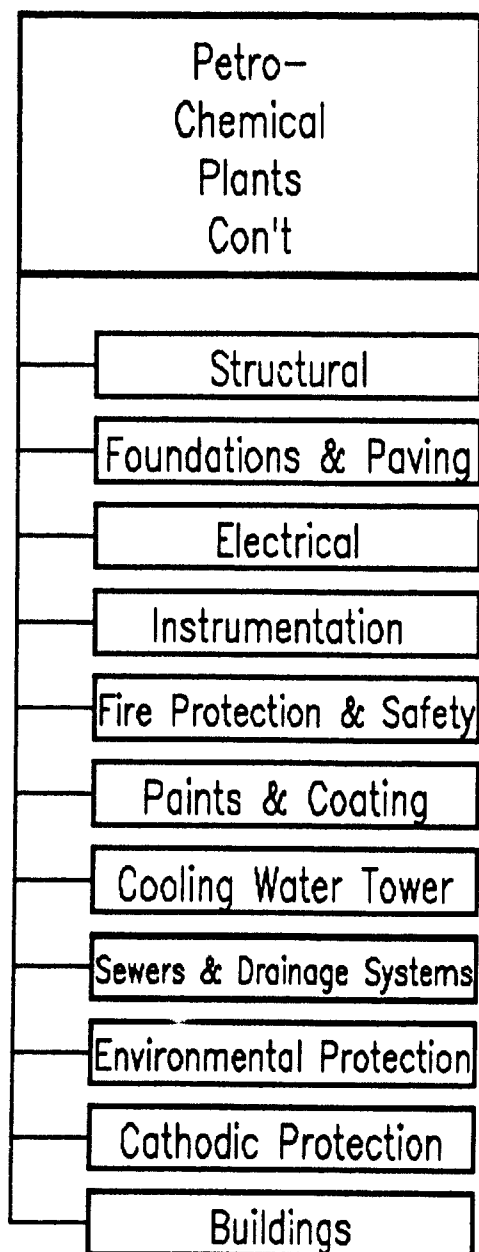 Petro-
Chemical
Plants
Con't
Structural
Foundations & Paving
Electrical
Instrumentation
Fire Protection & Safety
Paints & Coating
Cooling Water Tower
Sewers & Drainage Systems
Environmental Protection
Cathodic Protection
Buildings